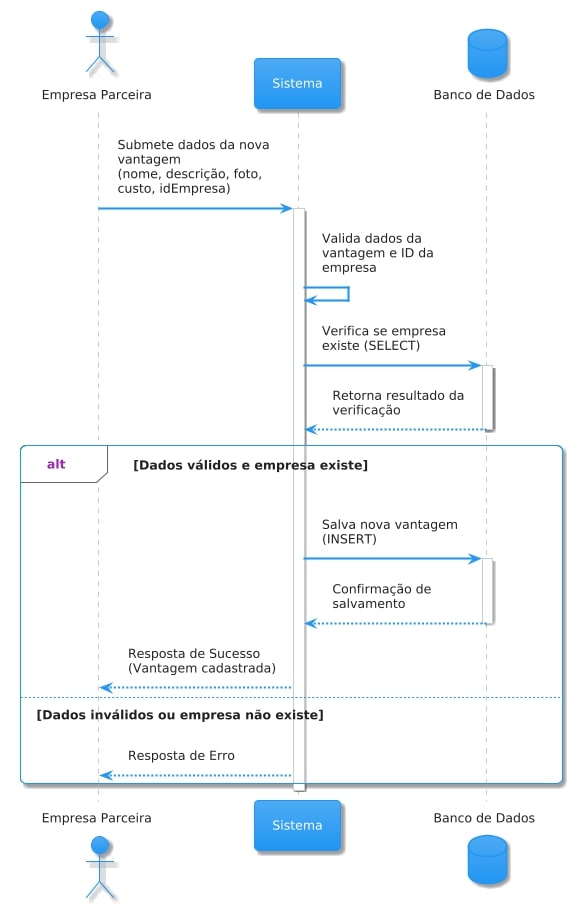 Empresa Parceira
Sistema
Banco de Dados
Submete dados da nova
vantagem
(nome, descrição, foto,
custo, idEmpresa)
Valida dados da
vantagem e ID da
empresa
Verifica se empresa
existe (SELECT)
Retorna resultado da
verificação
alt
[Dados válidos e empresa existe]
Salva nova vantagem
(INSERT)
Confirmação de
salvamento
Resposta de Sucesso
(Vantagem cadastrada)
[Dados inválidos ou empresa não existe]
Resposta de Erro
Empresa Parceira
Sistema
Banco de Dados